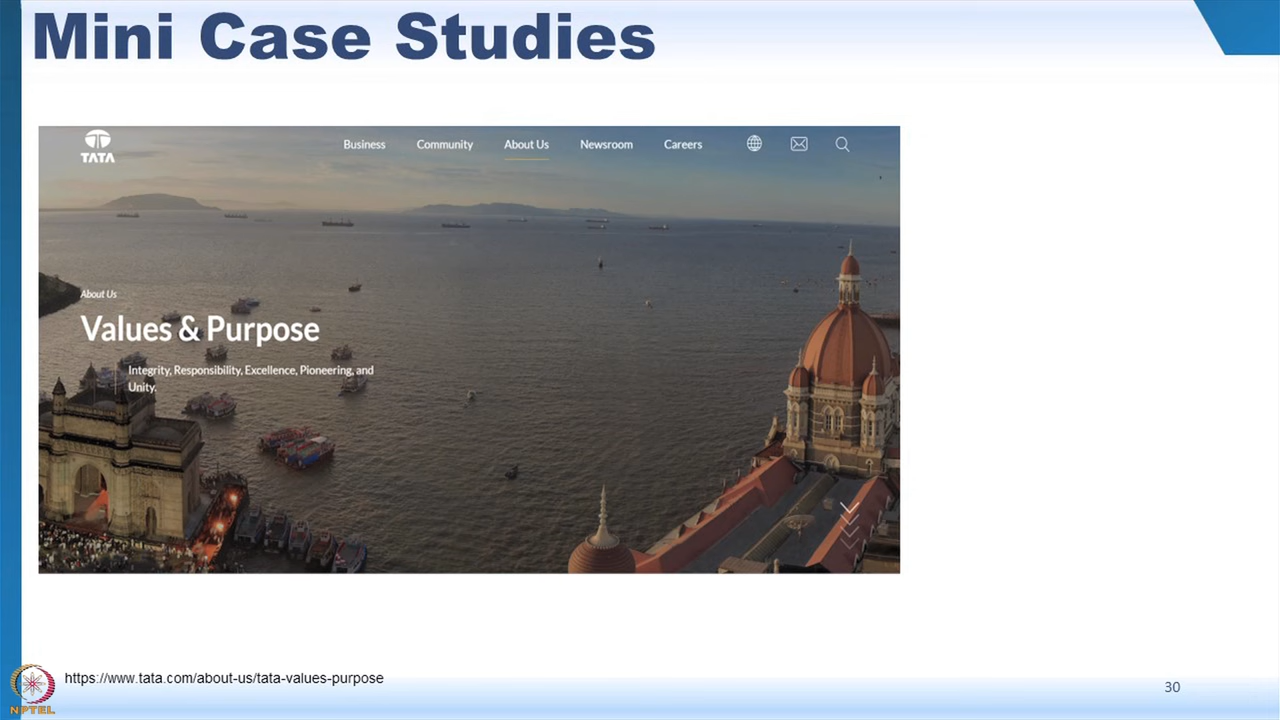 Mini Case Studies
TATA
Business Community About Us Newsroom Careers
About Us
Values & Purpose
Integrity, Responsibility, Excellence, Pioneering, and
Unity.
https://www.tata.com/about-us/tata-values-purpose
30
NPTEL